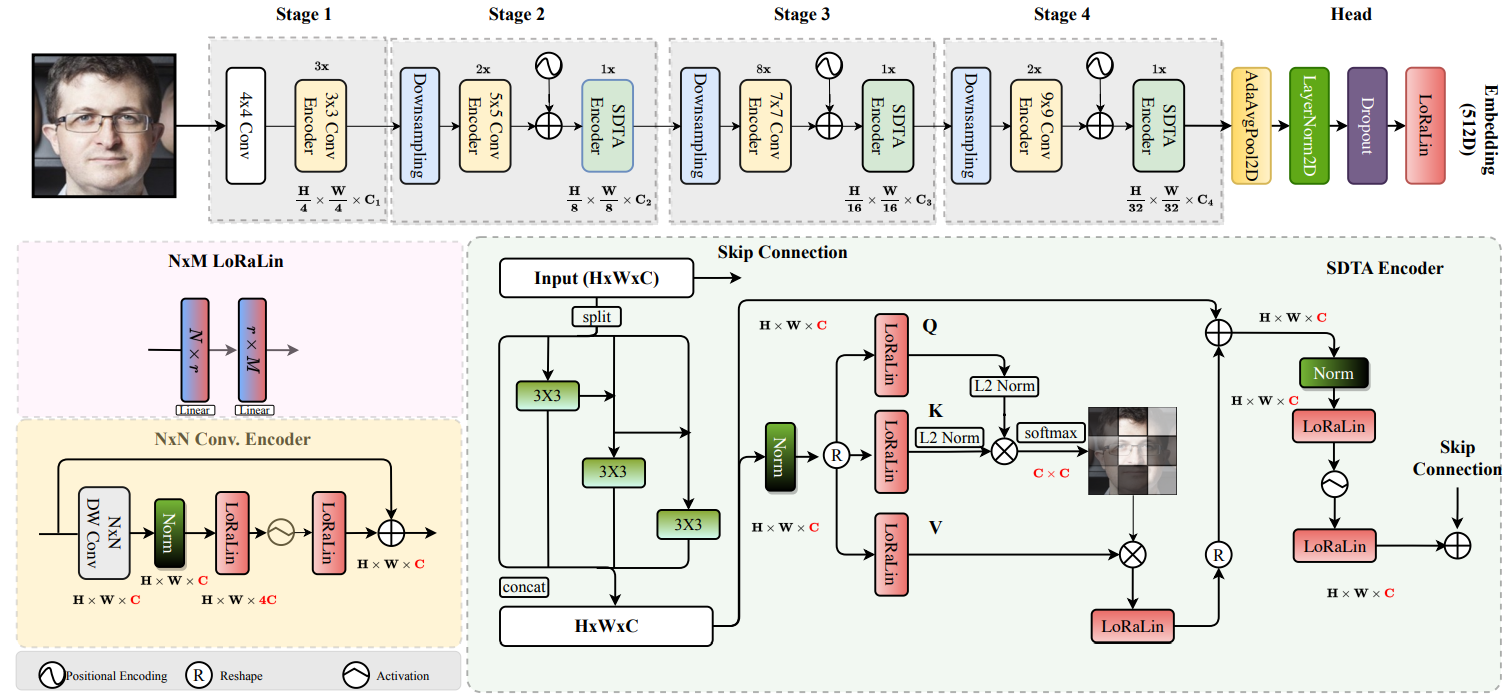 Stage 1
Stage 2
Stage 3
Stage 4
Head
4x4 Conv
3x
3x3 Conv
Encoder
H/4 × W/4 × C₁
Downsampling
2x
5x5 Conv
Encoder
1x
SDTA
Encoder
H/8 × W/8 × C₂
Downsampling
8x
7x7 Conv
Encoder
1x
SDTA
Encoder
H/16 × W/16 × C₃
Downsampling
2x
9x9 Conv
Encoder
1x
SDTA
Encoder
H/32 × W/32 × C₄
AdaAvgPool2D
LayerNorm2D
Dropout
LoRaLin
Embedding
(512D)
NxM LoRaLin
N × r
r × M
Linear
Linear
NxN Conv. Encoder
NxN
DW Conv
Norm
LoRaLin
LoRaLin
H × W × C
H × W × C
H × W × 4C
H × W × C
Positional Encoding
R
Reshape
Activation
Skip Connection
SDTA Encoder
Input (HxWxC)
split
3X3
3X3
3X3
concat
HxWxC
H × W × C
Norm
H × W × C
R
LoRaLin
Q
L2 Norm
LoRaLin
K
L2 Norm
softmax
C × C
LoRaLin
V
LoRaLin
R
H × W × C
Norm
H × W × C
LoRaLin
LoRaLin
H × W × C
Skip
Connection